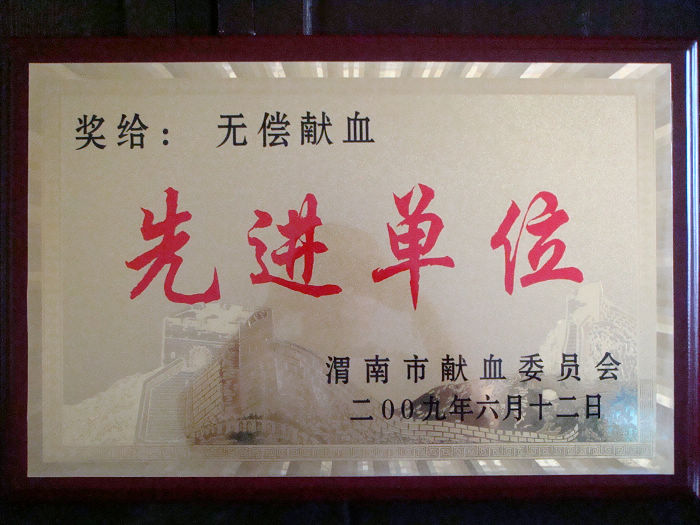 奖给：无偿献血
先进单位
渭南市献血委员会
二00九年六月十二日